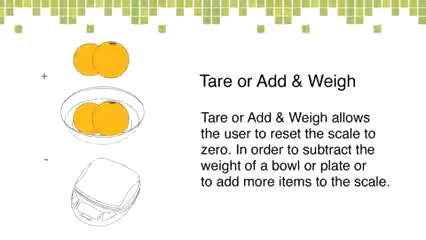 Tare or Add & Weigh
Tare or Add & Weigh allows
the user to reset the scale to
zero. In order to subtract the
weight of a bowl or plate or
to add more items to the scale.
+
-